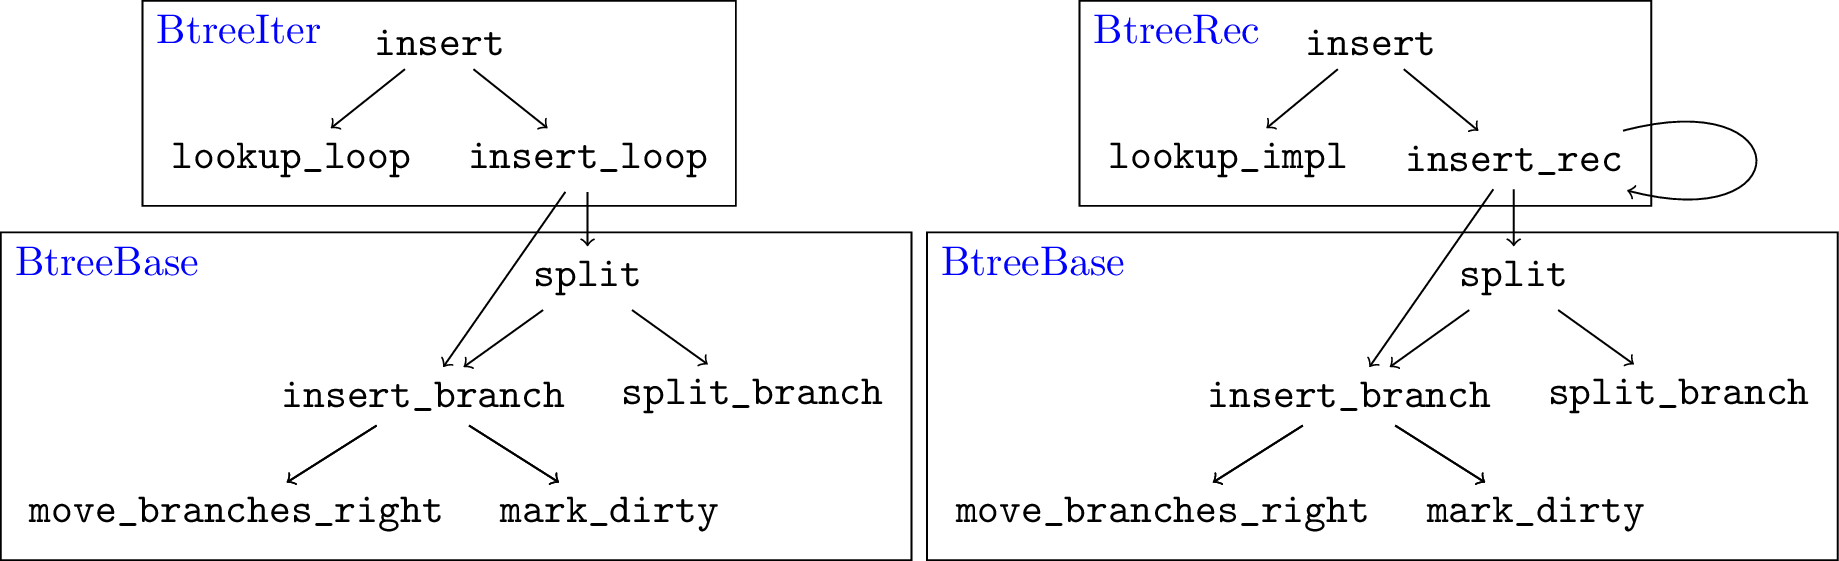 BtreeIter
insert
lookup_loop insert_loop
BtreeBase
split
insert_branch split_branch
move_branches_right mark_dirty
BtreeRec
insert
lookup_impl insert_rec
BtreeBase
split
insert_branch split_branch
move_branches_right mark_dirty